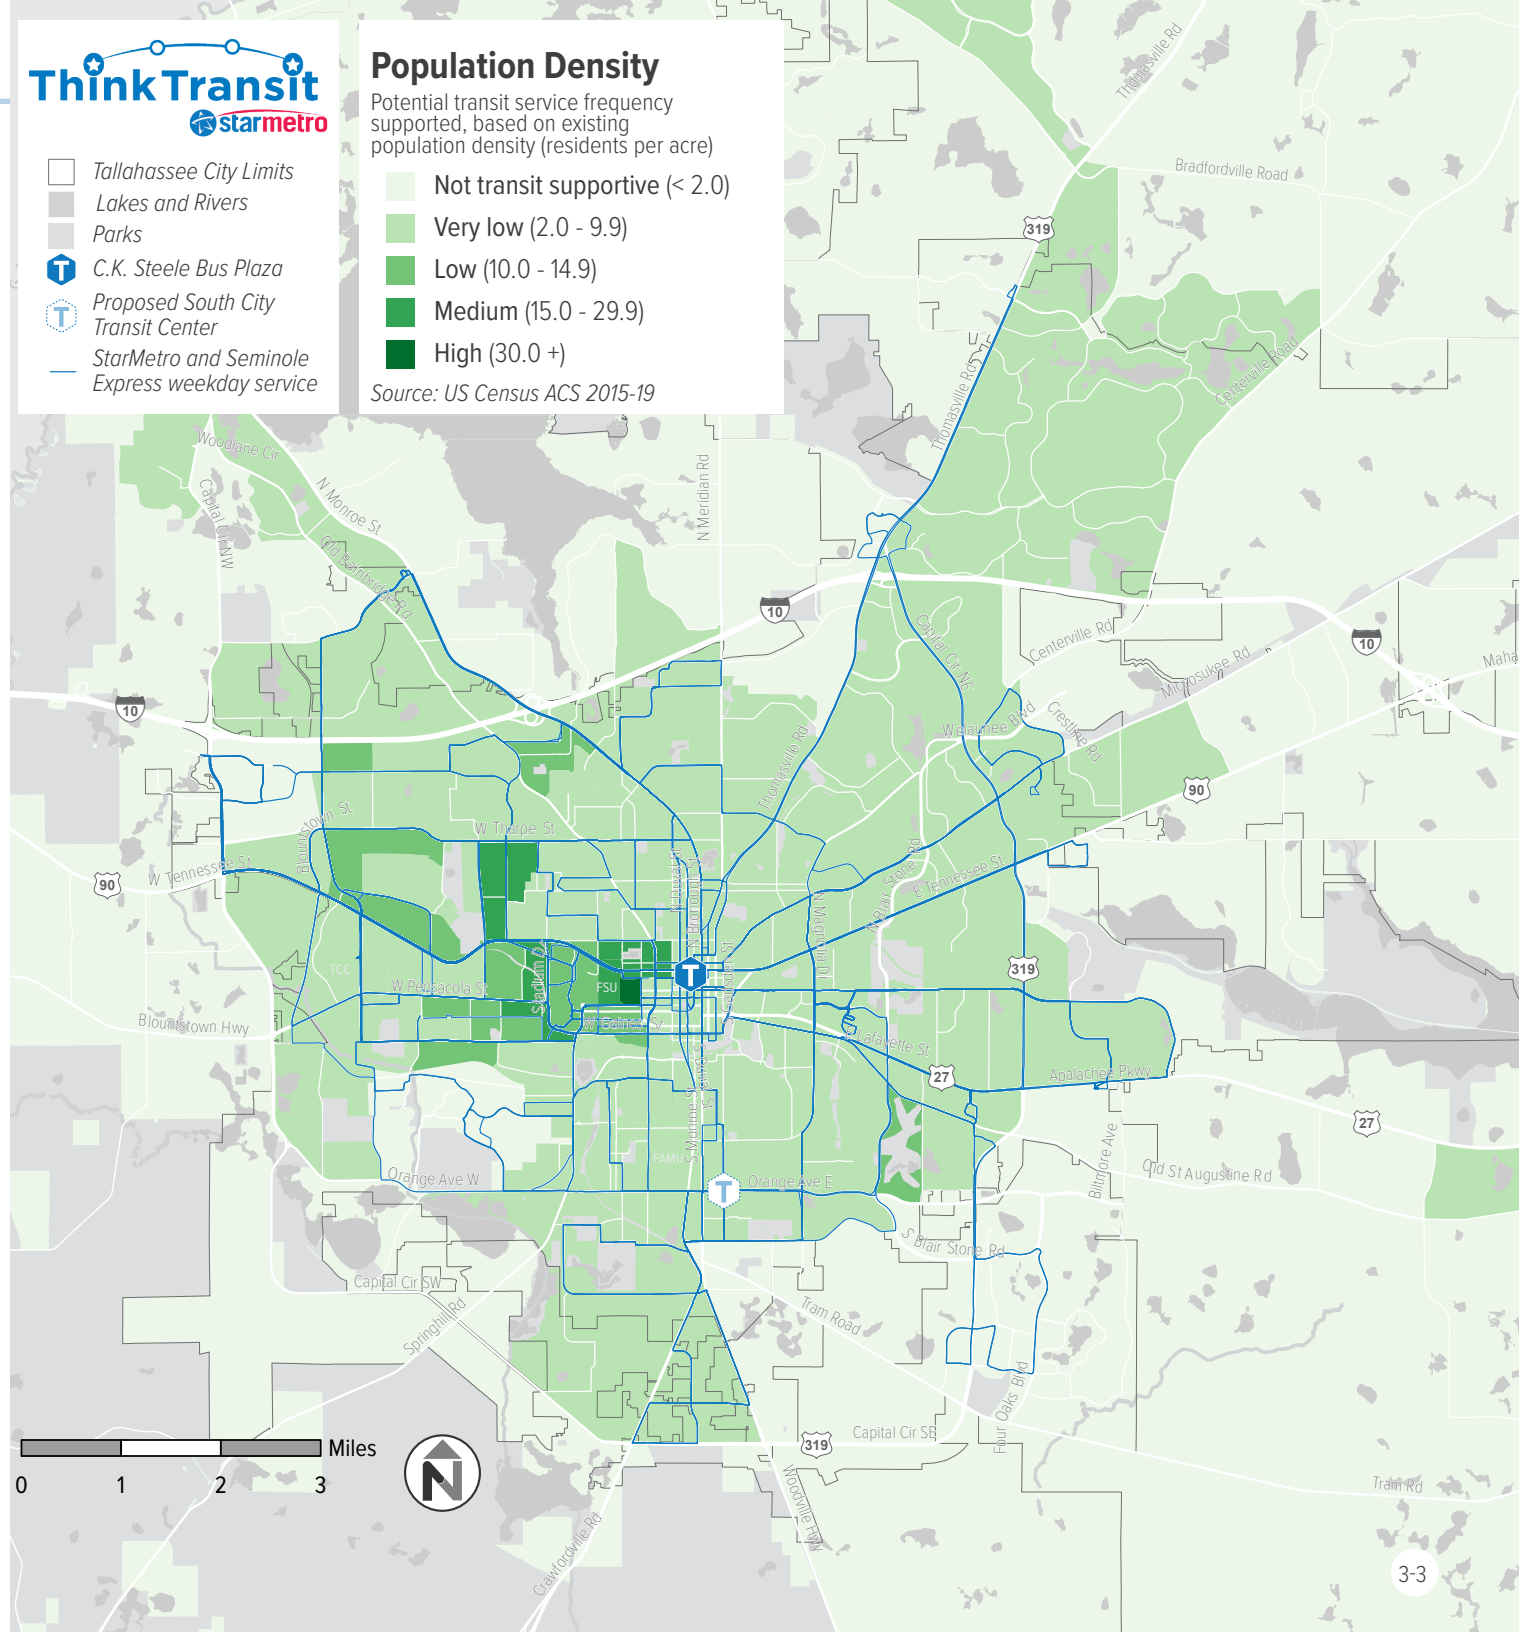 Think Transit
starmetro
Tallahassee City Limits
Lakes and Rivers
Parks
T
C.K. Steele Bus Plaza
T
Proposed South City
Transit Center
StarMetro and Seminole
Express weekday service
Population Density
Potential transit service frequency
supported, based on existing
population density (residents per acre)
Not transit supportive (< 2.0)
Very low (2.0 - 9.9)
Low (10.0 - 14.9)
Medium (15.0 - 29.9)
High (30.0 +)
Source: US Census ACS 2015-19
Thomasville Rd
Bradfordville Road
319
Centerville Road
Thomasville Rd
Woodlane Cir
N Monroe St
Capital Cir NW
N Meridian Rd
Old Bainbridge Rd
10
Capital Cir NE
Centerville Rd
10
Miccosukee Rd
Maha
10
Welaunee Blvd
Crestline Rd
Thomasville Rd
90
Blountstown St
W Tharpe St
W Tennessee St
90
N Duval St
N Bronough St
N Blair Stone Rd
E Tennessee St
N Magnolia Dr
TCC
W Pensacola St
Stadium Dr
FSU
T
S Gadsden St
319
Blountstown Hwy
W Gaines St
E Lafayette St
27
Apalachee Pkwy
27
S Monroe St
FAMU
Orange Ave W
T
Orange Ave E
Biltmore Ave
Old St Augustine Rd
S Blair Stone Rd
Capital Cir SW
Springhill Rd
Tram Road
Four Oaks Blvd
Capital Cir SE
319
Woodville Hwy
Tram Rd
Crawfordville Rd
Miles
0 1 2 3
N
3-3